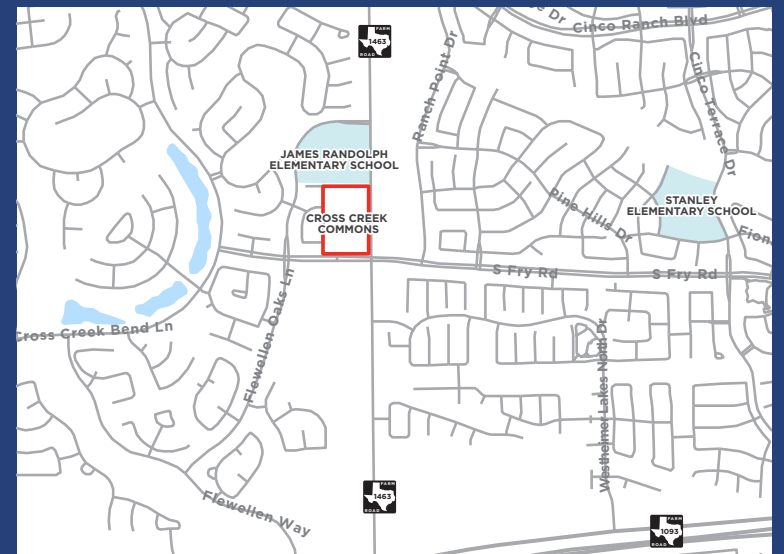 e Dr
Cinco Ranch Blvd
FARM
1463
ROAD
Ranch Point Dr
Cinco Terrace Dr
JAMES RANDOLPH
ELEMENTARY SCHOOL
STANLEY
ELEMENTARY SCHOOL
Pine Hills Dr
CROSS CREEK
COMMONS
Fion
S Fry Rd
S Fry Rd
Cross Creek Bend Ln
Flewellen Oaks Ln
Westheimer Lakes North Dr
FARM
1463
ROAD
Flewellen Way
FARM
1093
ROAD